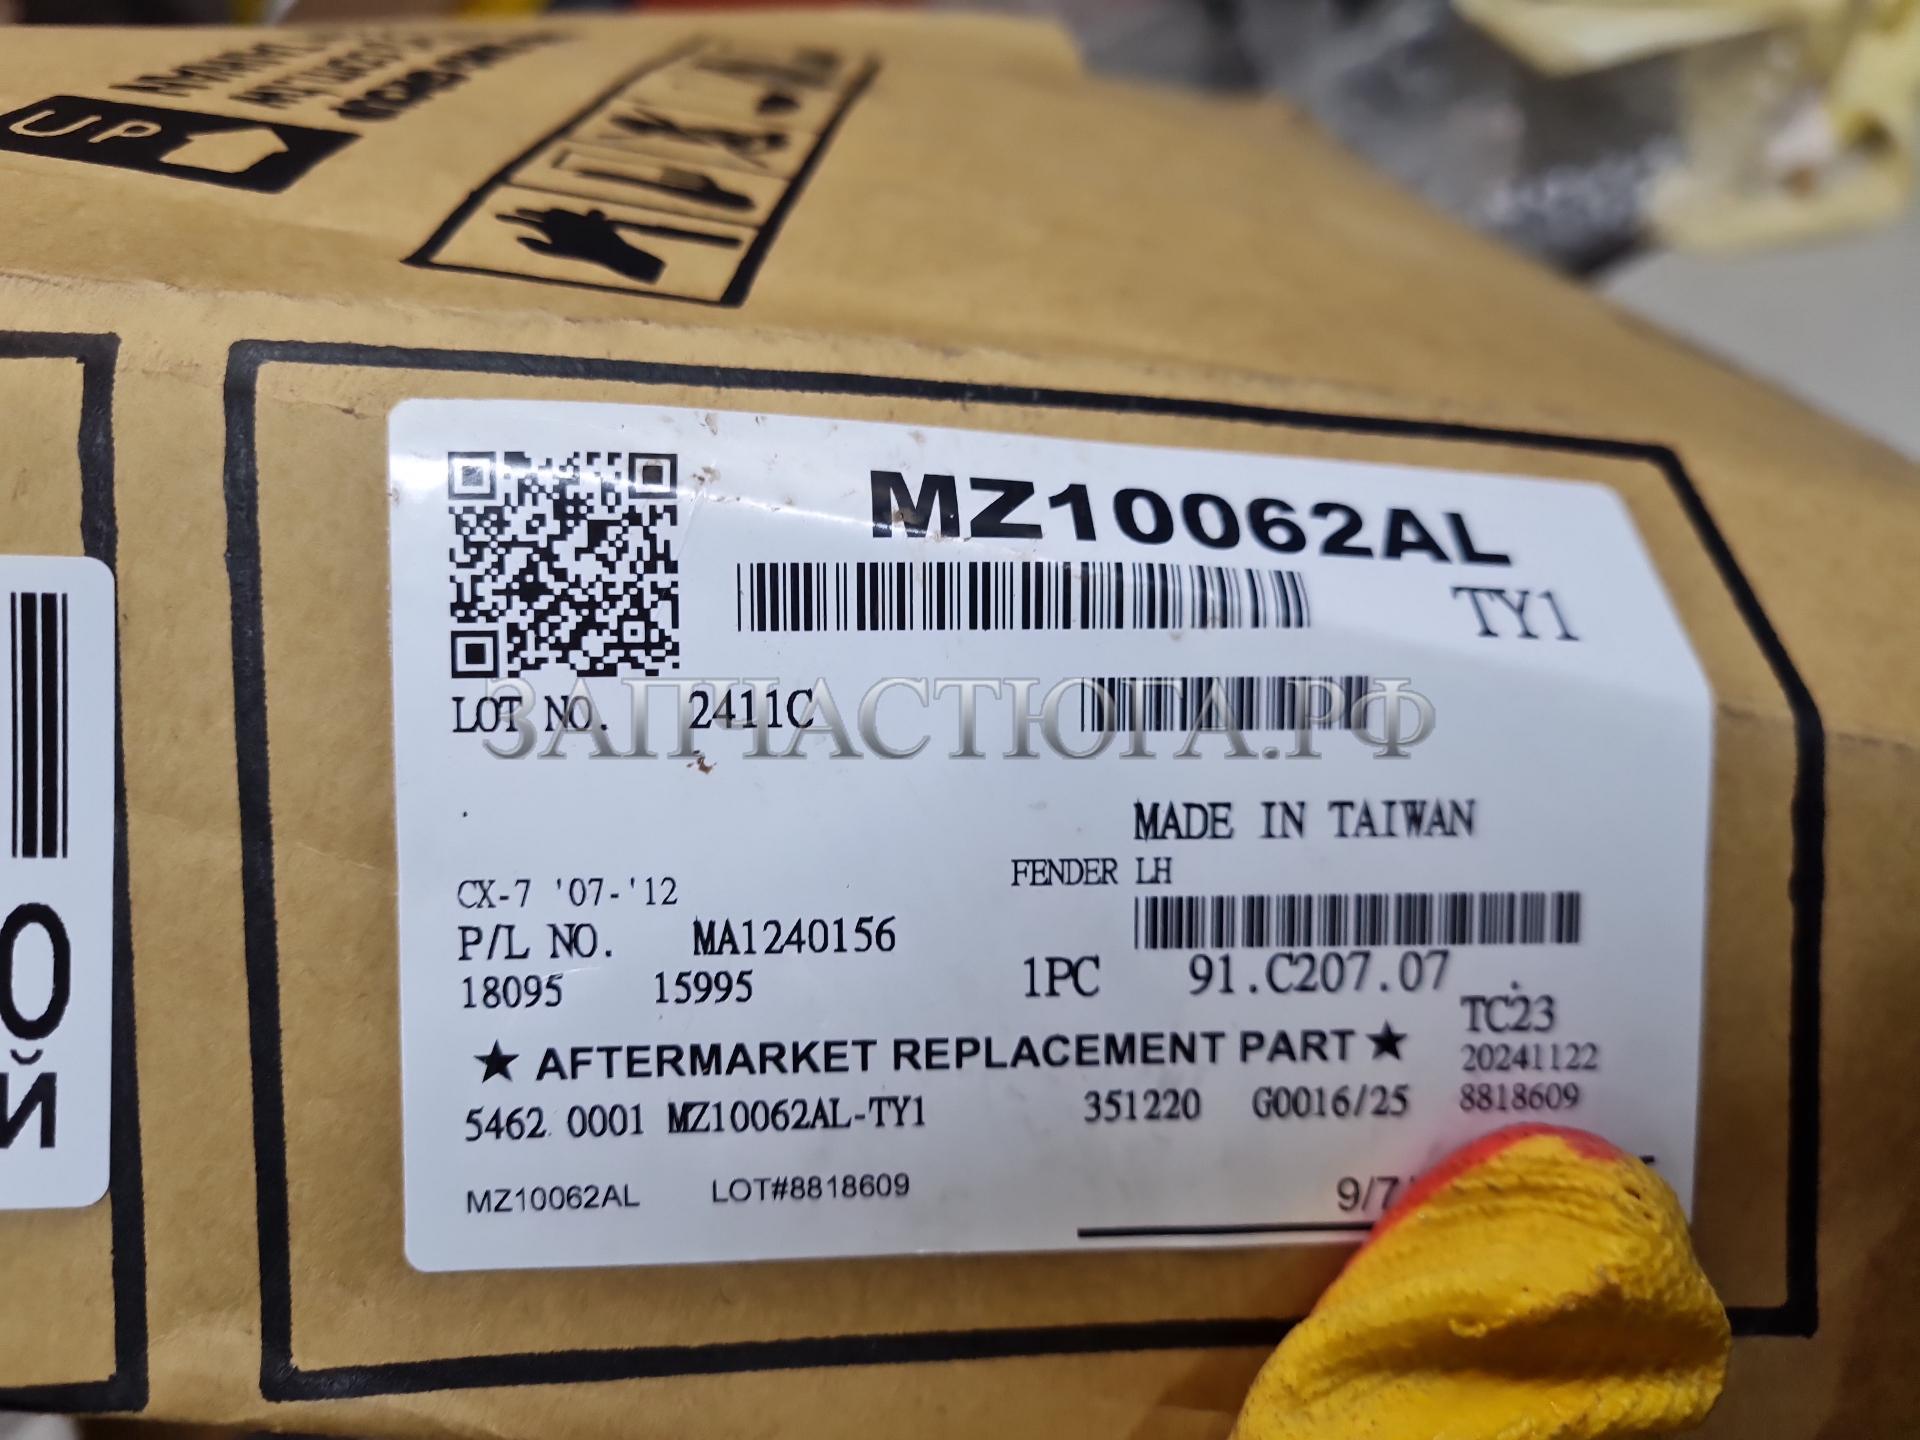 UP
MZ10062AL
TY1
LOT NO. 2411C
ЗАПЧАСТЮГА.РФ
MADE IN TAIWAN
FENDER LH
CX-7 '07-'12
P/L NO. MA1240156
18095 15995
1PC 91.C207.07
TC23
★ AFTERMARKET REPLACEMENT PART ★
20241122
5462 0001 MZ10062AL-TY1 351220 G0016/25 8818609
MZ10062AL LOT#8818609 9/7
О
Й